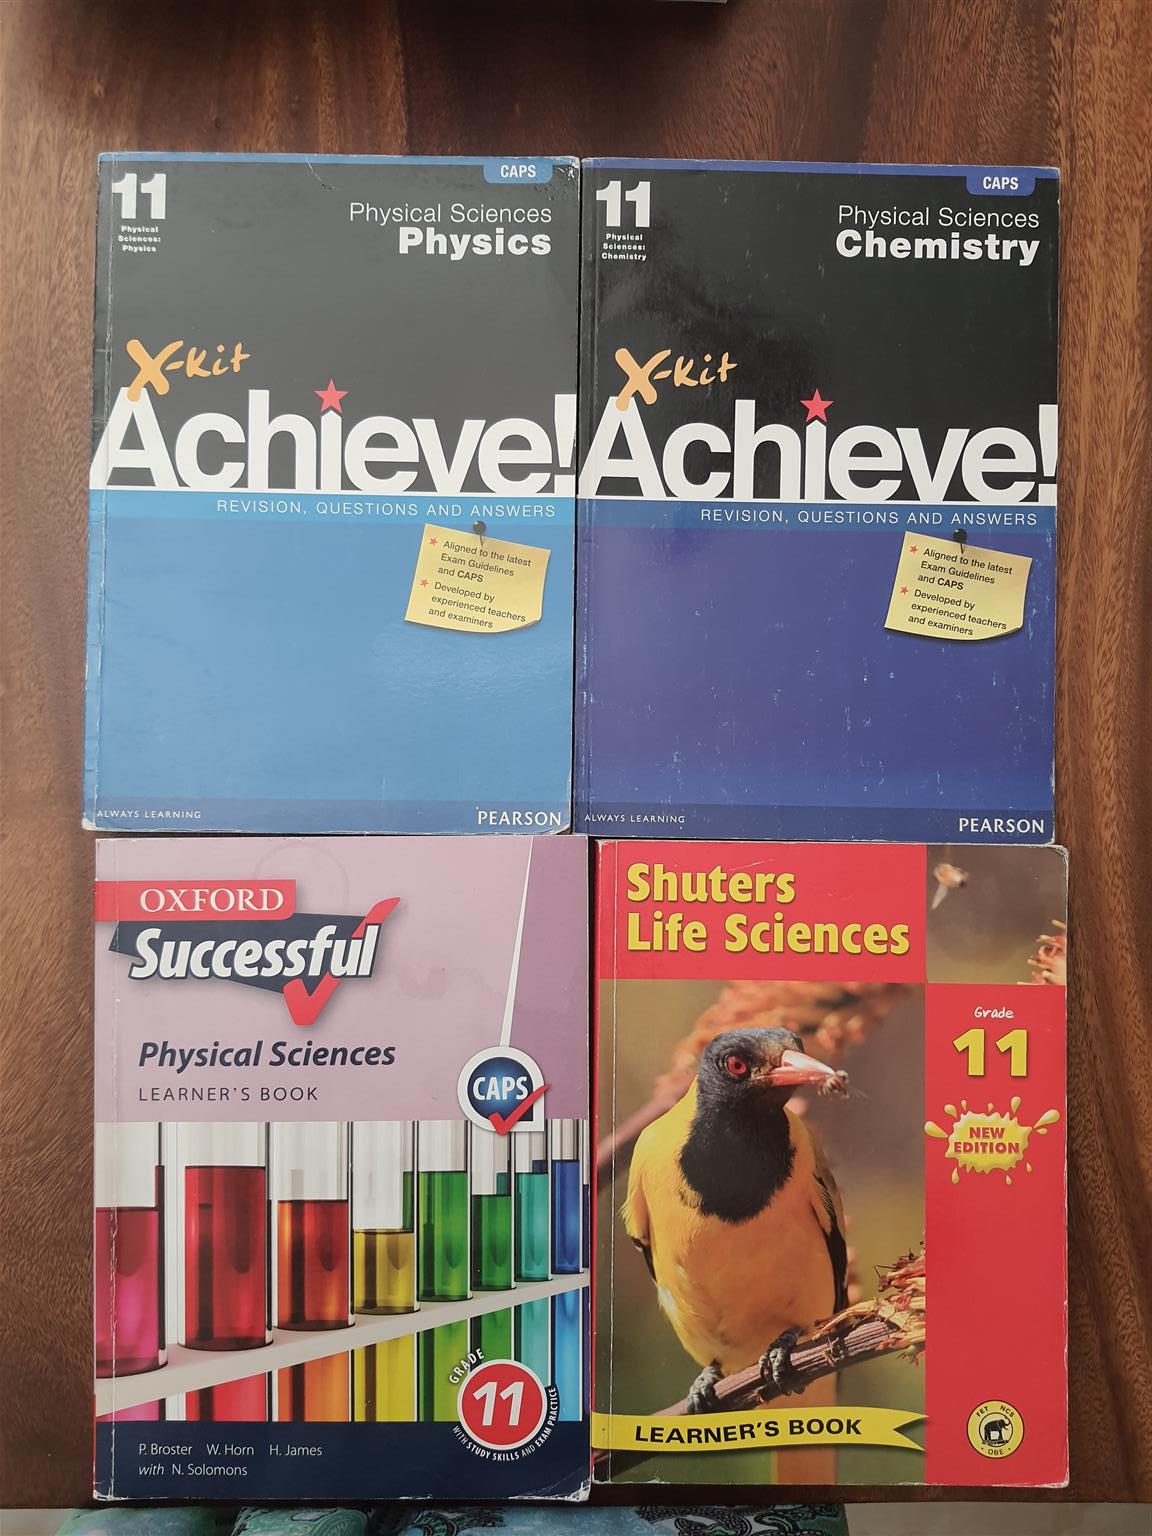 CAPS
11
Physical
Sciences:
Physics
Physical Sciences
Physics
X-Kit
Achieve!
REVISION, QUESTIONS AND ANSWERS
Aligned to the latest
Exam Guidelines
and CAPS
Developed by
experienced teachers
and examiners
ALWAYS LEARNING
PEARSON
CAPS
11
Physical
Sciences:
Chemistry
Physical Sciences
Chemistry
X-Kit
Achieve!
REVISION, QUESTIONS AND ANSWERS
Aligned to the latest
Exam Guidelines
and CAPS
Developed by
experienced teachers
and examiners
ALWAYS LEARNING
PEARSON
OXFORD
Successful
Physical Sciences
LEARNER'S BOOK
CAPS
GRADE
11
WITH STUDY SKILLS AND EXAM PRACTICE
P. Broster W. Horn H. James
with N. Solomons
Shuters
Life Sciences
Grade
11
NEW
EDITION
LEARNER'S BOOK
FET NCS
OBE